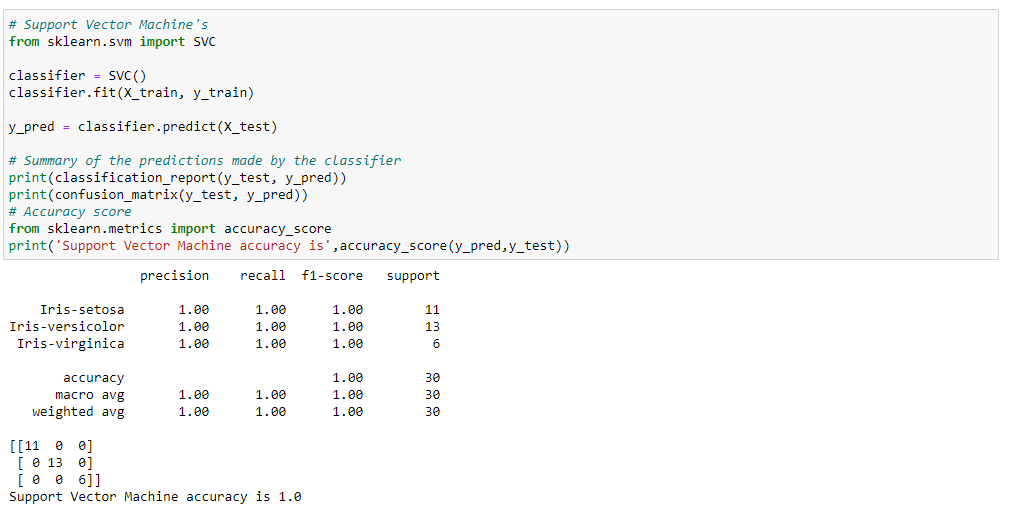 # Support Vector Machine's
from sklearn.svm import SVC
classifier = SVC()
classifier.fit(X_train, y_train)
y_pred = classifier.predict(X_test)
# Summary of the predictions made by the classifier
print(classification_report(y_test, y_pred))
print(confusion_matrix(y_test, y_pred))
# Accuracy score
from sklearn.metrics import accuracy_score
print('Support Vector Machine accuracy is',accuracy_score(y_pred,y_test))
precision recall f1-score support
Iris-setosa 1.00 1.00 1.00 11
Iris-versicolor 1.00 1.00 1.00 13
Iris-virginica 1.00 1.00 1.00 6
accuracy 1.00 30
macro avg 1.00 1.00 1.00 30
weighted avg 1.00 1.00 1.00 30
[[11 0 0]
[ 0 13 0]
[ 0 0 6]]
Support Vector Machine accuracy is 1.0